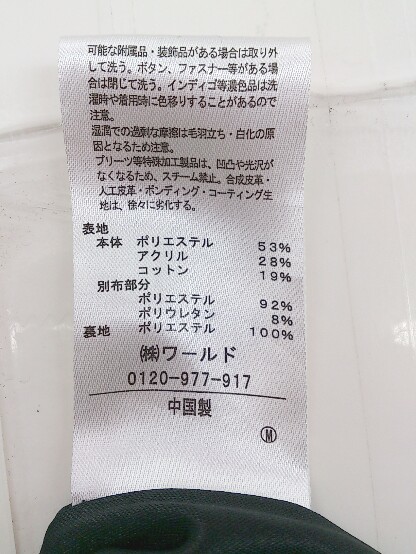 可能な附属品・装飾品がある場合は取り外
して洗う。ボタン、ファスナー等がある場
合は閉じて洗う。インディゴ等濃色品は洗
濯時や着用時に色移りすることがあるので
注意。
湿潤での過剰な摩擦は毛羽立ち・白化の原
因となるため注意。
プリーツ等特殊加工製品は、凹凸や光沢が
なくなるため、スチーム禁止。合成皮革・
人工皮革・ボンディング・コーティング生
地は、徐々に劣化する。
表地
本体 ポリエステル 53%
アクリル 28%
コットン 19%
別布部分
ポリエステル 92%
ポリウレタン 8%
裏地 ポリエステル 100%
㈱ワールド
0120-977-917
中国製
Ⓜ